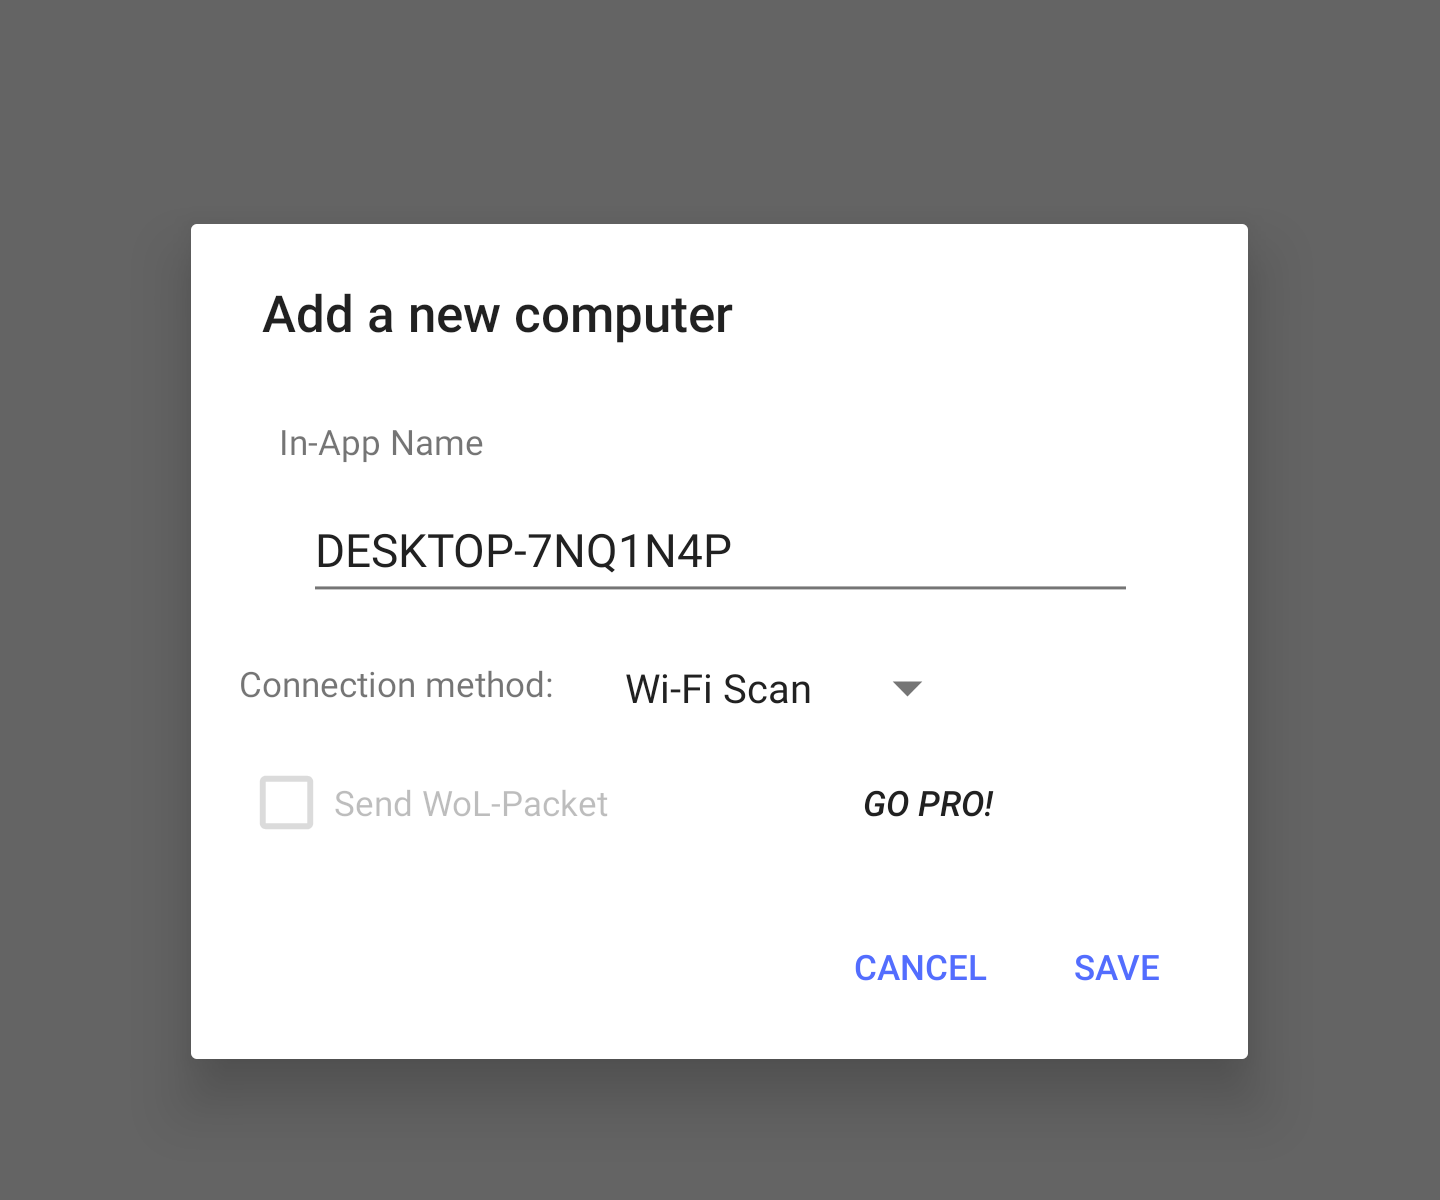 Add a new computer
In-App Name
DESKTOP-7NQ1N4P
Connection method: Wi-Fi Scan
Send WoL-Packet GO PRO!
CANCEL SAVE